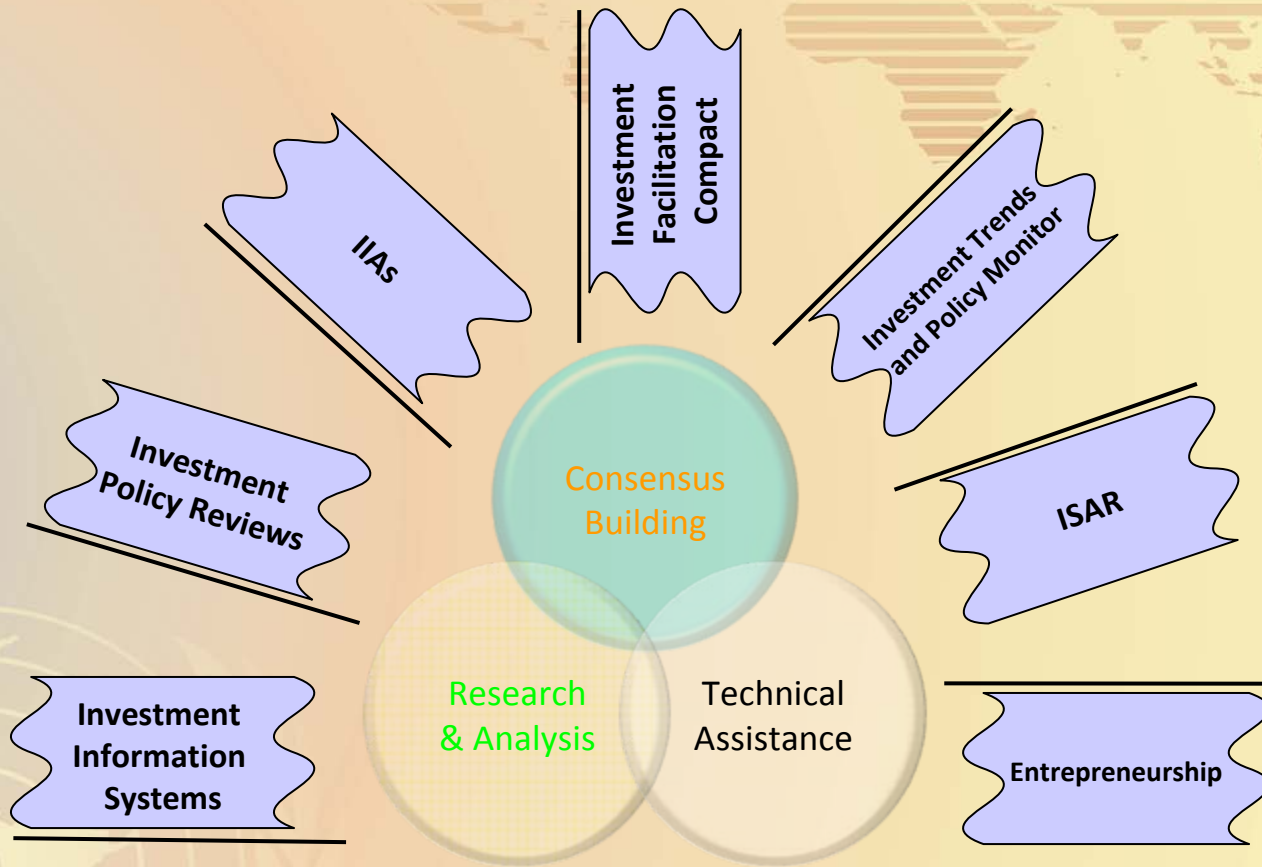 Investment
Facilitation
Compact
IIAs
Investment Trends
and Policy Monitor
Investment
Policy Reviews
ISAR
Consensus
Building
Investment
Information
Systems
Research
& Analysis
Technical
Assistance
Entrepreneurship